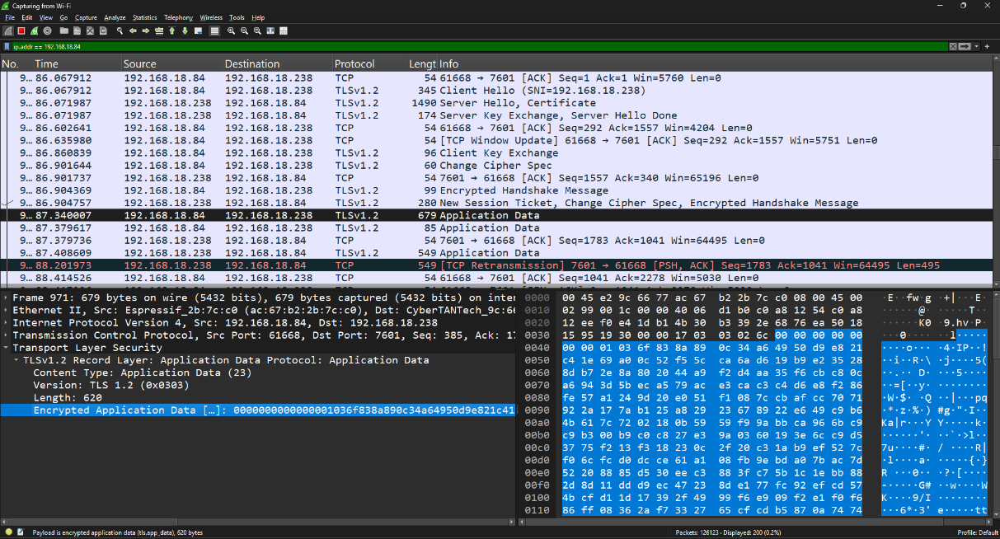 Capturing from Wi-Fi
File Edit View Go Capture Analyze Statistics Telephony Wireless Tools Help
ip.addr == 192.168.18.84
No. Time Source Destination Protocol Lengt Info
9… 86.067912 192.168.18.84 192.168.18.238 TCP 54 61668 → 7601 [ACK] Seq=1 Ack=1 Win=5760 Len=0
9… 86.067912 192.168.18.84 192.168.18.238 TLSv1.2 345 Client Hello (SNI=192.168.18.238)
9… 86.071987 192.168.18.238 192.168.18.84 TLSv1.2 1490 Server Hello, Certificate
9… 86.071987 192.168.18.238 192.168.18.84 TLSv1.2 174 Server Key Exchange, Server Hello Done
9… 86.602641 192.168.18.84 192.168.18.238 TCP 54 61668 → 7601 [ACK] Seq=292 Ack=1557 Win=4204 Len=0
9… 86.635980 192.168.18.84 192.168.18.238 TCP 54 [TCP Window Update] 61668 → 7601 [ACK] Seq=292 Ack=1557 Win=5751 Len=0
9… 86.860839 192.168.18.84 192.168.18.238 TLSv1.2 96 Client Key Exchange
9… 86.901644 192.168.18.84 192.168.18.238 TLSv1.2 60 Change Cipher Spec
9… 86.901737 192.168.18.238 192.168.18.84 TCP 54 7601 → 61668 [ACK] Seq=1557 Ack=340 Win=65196 Len=0
9… 86.904369 192.168.18.84 192.168.18.238 TLSv1.2 99 Encrypted Handshake Message
9… 86.904757 192.168.18.238 192.168.18.84 TLSv1.2 280 New Session Ticket, Change Cipher Spec, Encrypted Handshake Message
9… 87.340007 192.168.18.84 192.168.18.238 TLSv1.2 679 Application Data
9… 87.379617 192.168.18.84 192.168.18.238 TLSv1.2 85 Application Data
9… 87.379736 192.168.18.238 192.168.18.84 TCP 54 7601 → 61668 [ACK] Seq=1783 Ack=1041 Win=64495 Len=0
9… 87.408609 192.168.18.238 192.168.18.84 TLSv1.2 549 Application Data
9… 88.201973 192.168.18.238 192.168.18.84 TCP 549 [TCP Retransmission] 7601 → 61668 [PSH, ACK] Seq=1783 Ack=1041 Win=64495 Len=495
9… 88.414526 192.168.18.84 192.168.18.238 TCP 54 61668 → 7601 [ACK] Seq=1041 Ack=2278 Win=5030 Len=0
Frame 971: 679 bytes on wire (5432 bits), 679 bytes captured (5432 bits) on inter
Ethernet II, Src: Espressif_2b:7c:c0 (ac:67:b2:2b:7c:c0), Dst: CyberTANTech_9c:6
Internet Protocol Version 4, Src: 192.168.18.84, Dst: 192.168.18.238
Transmission Control Protocol, Src Port: 61668, Dst Port: 7601, Seq: 385, Ack: 17
Transport Layer Security
TLSv1.2 Record Layer: Application Data Protocol: Application Data
Content Type: Application Data (23)
Version: TLS 1.2 (0x0303)
Length: 620
Encrypted Application Data […]: 0000000000000001036f838a890c34a64950d9e821c41
0000 00 45 e2 9c 66 77 ac 67 b2 2b 7c c0 08 00 45 00
0010 02 99 00 1c 00 00 40 06 d1 b0 c0 a8 12 54 c0 a8
0020 12 ee f0 e4 1d b1 4b 30 b3 39 2e 68 76 ea 50 18
0030 15 95 19 30 00 00 17 03 03 02 6c 00 00 00 00 00
0040 00 00 01 03 6f 83 8a 89 0c 34 a6 49 50 d9 e8 21
0050 c4 1e 69 a0 0c 52 f5 5c ca 6a d6 19 b9 e2 35 28
0060 8d b7 2e 8a 80 20 44 a9 f2 d4 aa 35 f6 cb c8 0c
0070 a6 94 3d 5b ec a5 79 ac e3 ca c3 c4 d6 e8 f2 86
0080 fe 57 a1 24 9d 20 e0 51 f1 08 7c cb af cc 70 71
0090 92 2a 17 7a b1 25 a8 29 23 67 89 22 e6 49 c9 b6
00a0 4b 61 7c 72 02 18 0b 59 59 f9 9a bb ca 96 6b c9
00b0 c9 b3 00 b9 c0 c8 27 e3 9a 03 60 19 3e 6c c9 d5
00c0 37 75 f2 13 f3 18 23 0c 2f 20 c3 1a b9 ef 52 7c
00d0 f0 6c fc d0 dc ce 61 a1 08 fb 9e bd a0 7b ac 7d
00e0 52 20 88 85 d5 30 ee c3 88 3f c7 5b 1c 1e bb 88
00f0 2d 8d 11 dd d9 ec 47 23 8d e1 77 fc 92 ef cd 57
0100 4b cf d1 1d 17 39 2f 49 99 f6 e9 09 f2 e1 f0 f6
0110 86 ff 08 36 2a f7 33 27 65 cf cd b5 87 0a 74 74
Payload is encrypted application data (tls.app_data), 620 bytes
Packets: 126123 · Displayed: 200 (0.2%)
Profile: Default